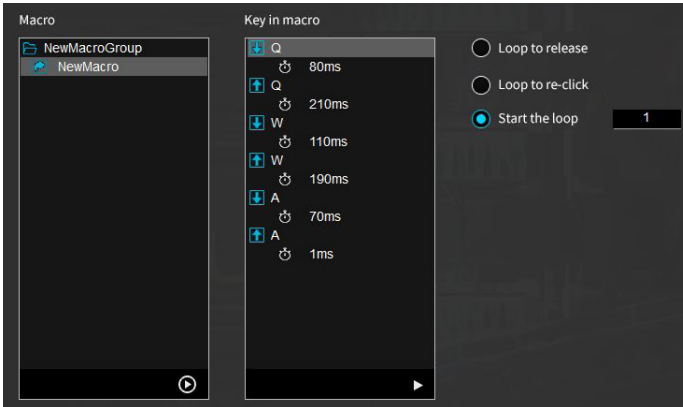 Macro
NewMacroGroup
NewMacro
Key in macro
Q
80ms
Q
210ms
W
110ms
W
190ms
A
70ms
A
1ms
Loop to release
Loop to re-click
Start the loop 1